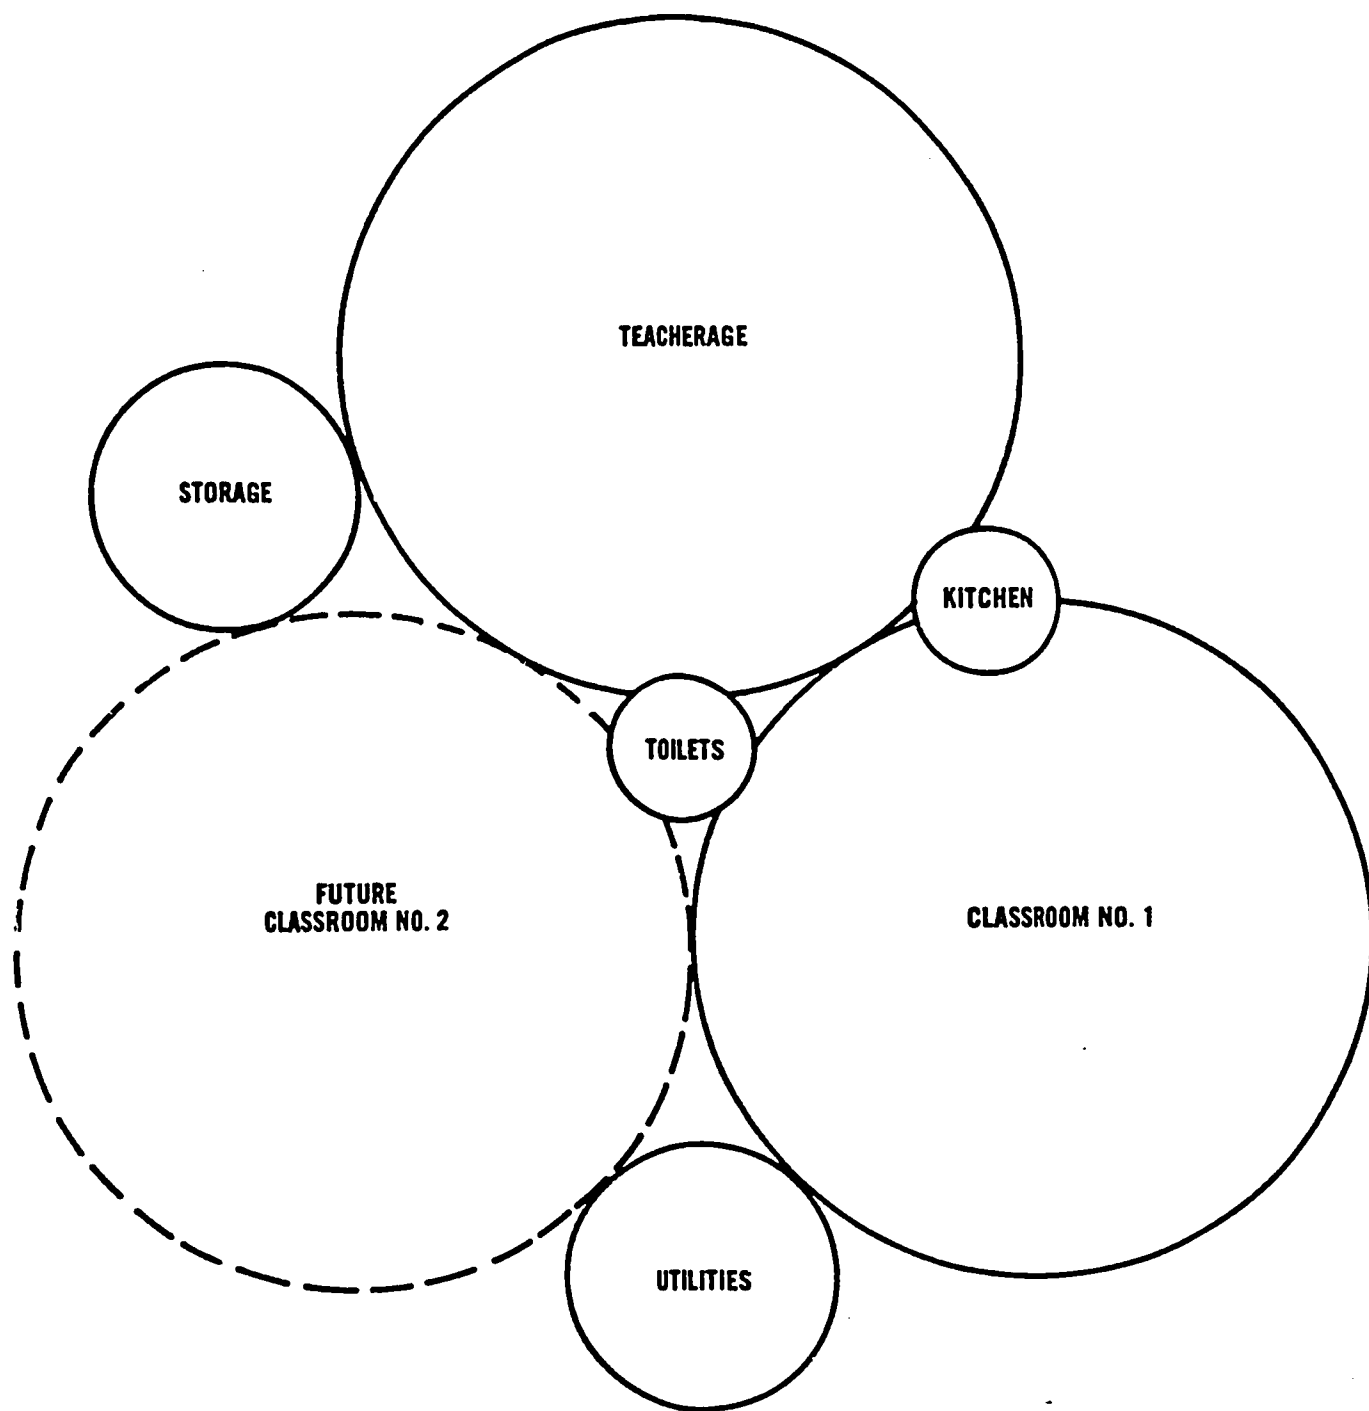 TEACHERAGE
STORAGE
KITCHEN
TOILETS
FUTURE
CLASSROOM NO. 2
CLASSROOM NO. 1
UTILITIES